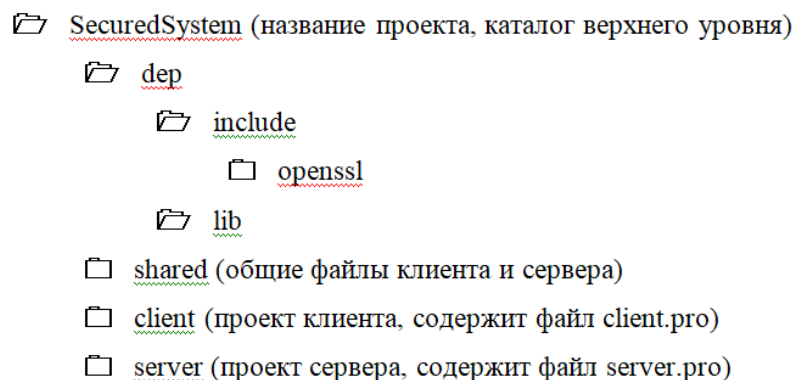 SecuredSystem (название проекта, каталог верхнего уровня)
dep
include
openssl
lib
shared (общие файлы клиента и сервера)
client (проект клиента, содержит файл client.pro)
server (проект сервера, содержит файл server.pro)